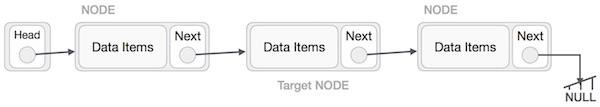 NODE NODE
Head Data Items Next Data Items Next Data Items Next
Target NODE
NULL